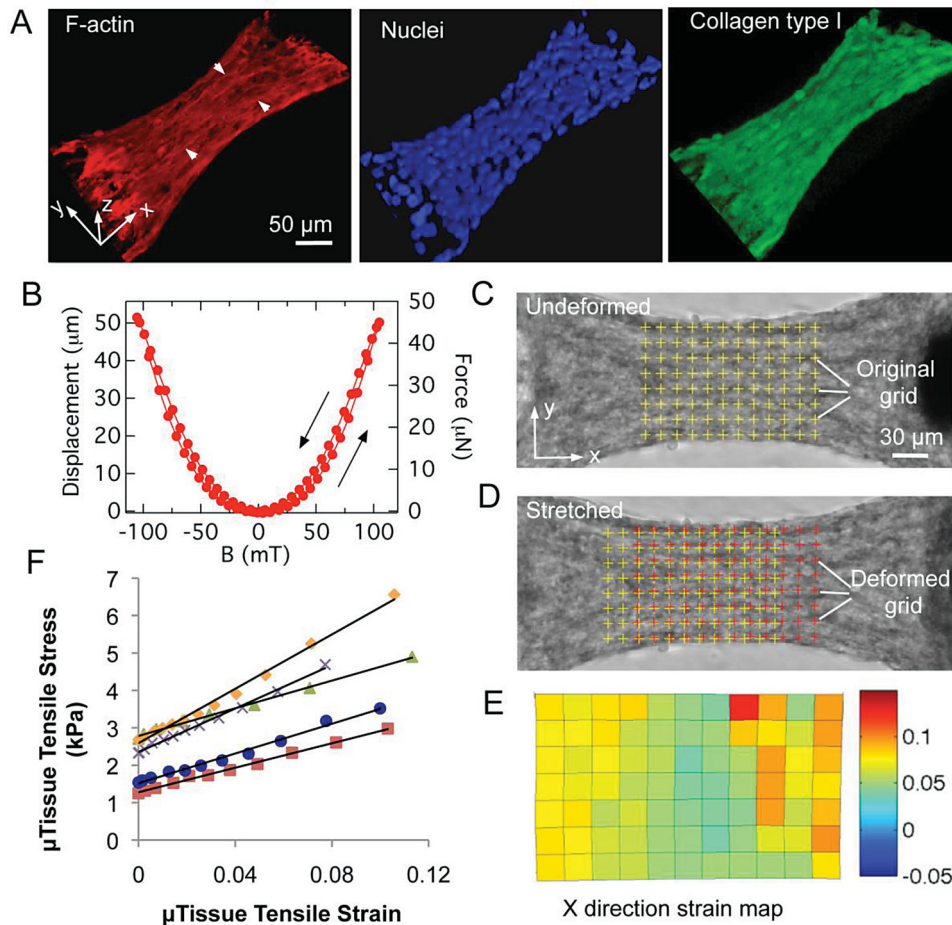 A
F-actin
y
z
x
50 µm
Nuclei
Collagen type I
B
Displacement (µm)
50
40
30
20
10
0
-100
-50
0
50
100
B (mT)
50
40
30
20
10
0
Force (µN)
C
Undeformed
Original
grid
y
x
30 µm
D
Stretched
Deformed
grid
E
0.1
0.05
0
-0.05
X direction strain map
F
µTissue Tensile Stress
(kPa)
7
6
5
4
3
2
1
0
0
0.04
0.08
0.12
µTissue Tensile Strain